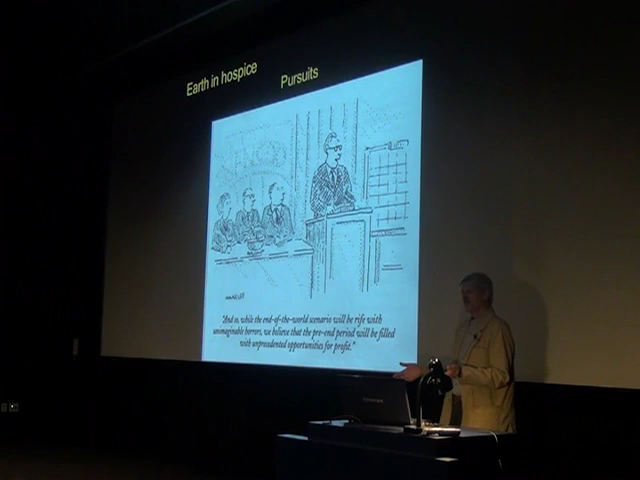 Earth in hospice Pursuits
"And so, while the end-of-the-world scenario will be rife with
unimaginable horrors, we believe that the pre-end period will be filled
with unprecedented opportunities for profit."